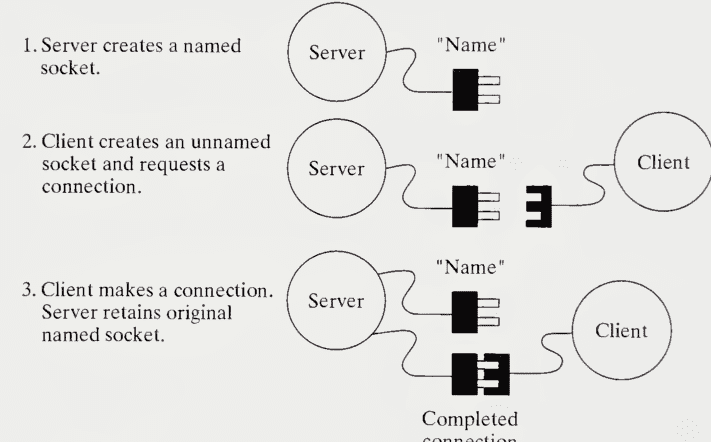 1. Server creates a named
socket.
Server
"Name"
2. Client creates an unnamed
socket and requests a
connection.
Server
"Name"
Client
3. Client makes a connection.
Server retains original
named socket.
Server
"Name"
Client
Completed
connection